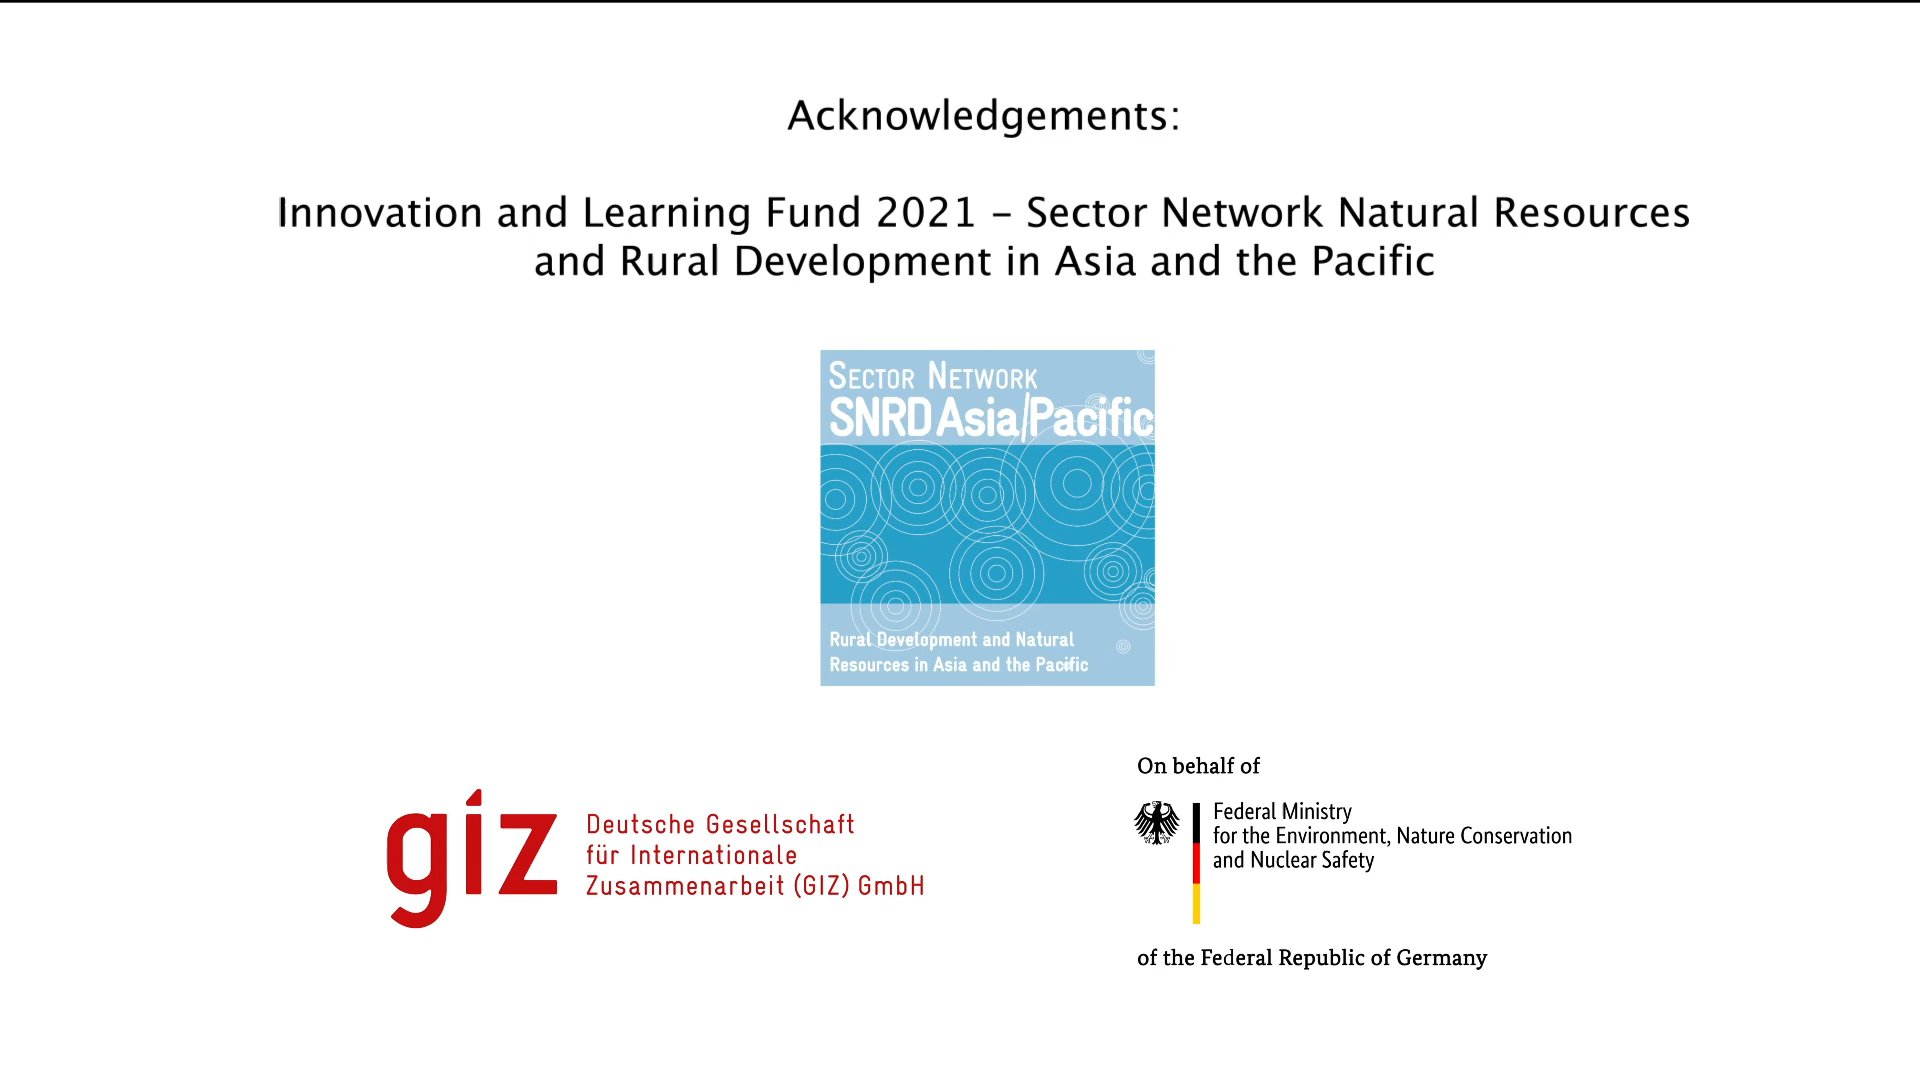 Acknowledgements:
Innovation and Learning Fund 2021 – Sector Network Natural Resources
and Rural Development in Asia and the Pacific
SECTOR NETWORK
SNRD Asia/Pacific
Rural Development and Natural
Resources in Asia and the Pacific
giz
Deutsche Gesellschaft
für Internationale
Zusammenarbeit (GIZ) GmbH
On behalf of
Federal Ministry
for the Environment, Nature Conservation
and Nuclear Safety
of the Federal Republic of Germany